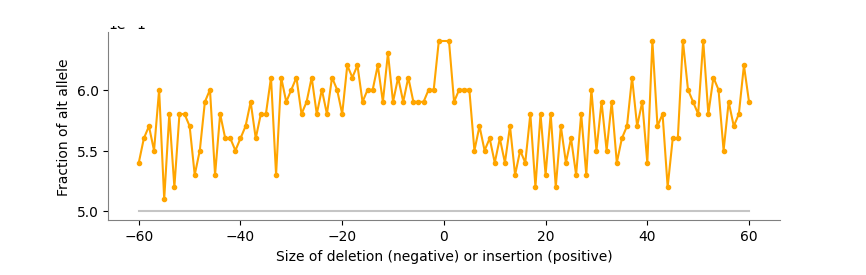 6.0
5.5
5.0
Fraction of alt allele
−60 −40 −20 0 20 40 60
Size of deletion (negative) or insertion (positive)